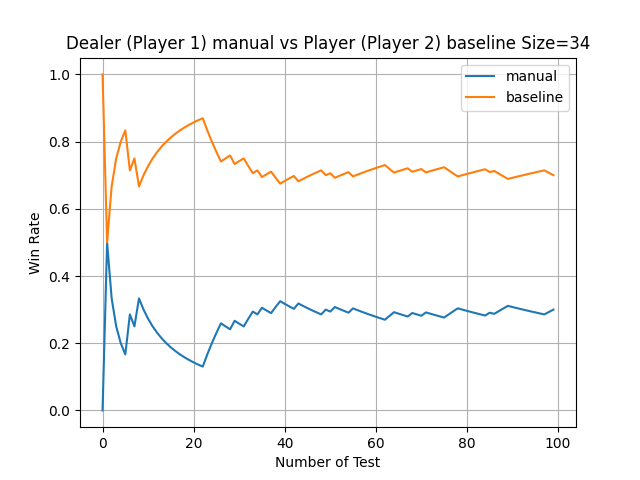 Dealer (Player 1) manual vs Player (Player 2) baseline Size=34
manual
baseline
Win Rate
1.0
0.8
0.6
0.4
0.2
0.0
0 20 40 60 80 100
Number of Test